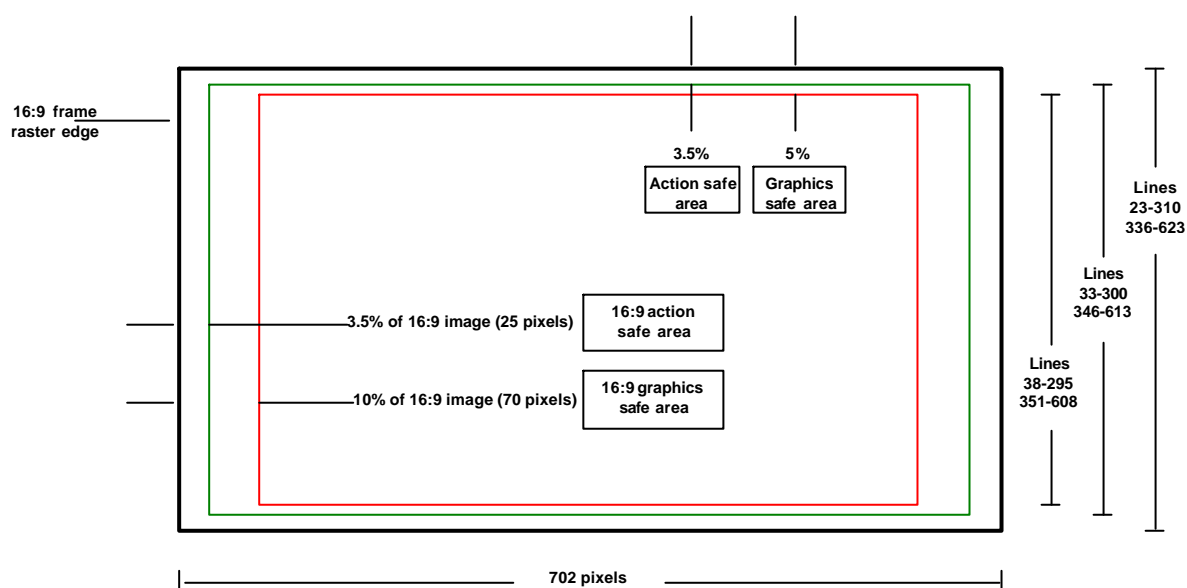 16:9 frame
raster edge
3.5%
5%
Action safe
area
Graphics
safe area
Lines
23-310
336-623
Lines
33-300
346-613
3.5% of 16:9 image (25 pixels)
16:9 action
safe area
Lines
38-295
351-608
10% of 16:9 image (70 pixels)
16:9 graphics
safe area
702 pixels